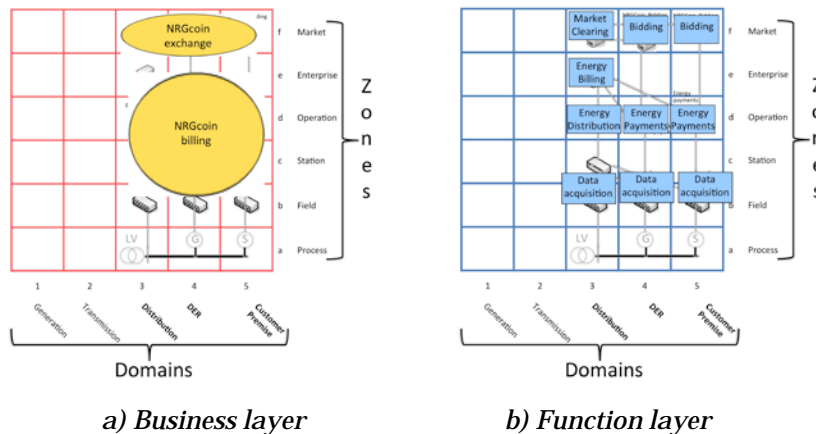 NRGcoin
exchange
f Market
e Enterprise
NRGcoin
billing
d Operation
c Station
b Field
LV
G
S
a Process
Zones
1 2 3 4 5
Generation
Transmission
Distribution
DER
Customer
Premise
Domains
a) Business layer
Market
Clearing
Bidding
Bidding
f Market
Energy
Billing
e Enterprise
Energy
payments
Energy
Distribution
Energy
Payments
Energy
Payments
d Operation
c Station
Data
acquisition
Data
acquisition
Data
acquisition
b Field
LV
G
S
a Process
Zones
1 2 3 4 5
Generation
Transmission
Distribution
DER
Customer
Premise
Domains
b) Function layer